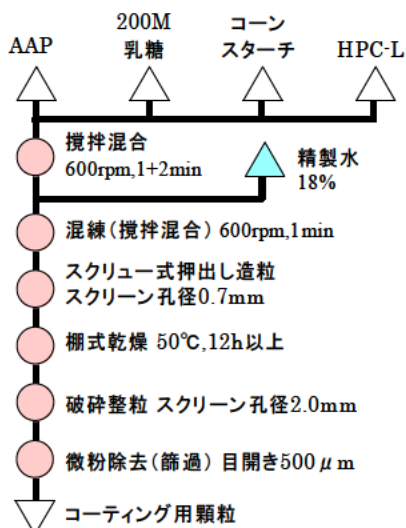 AAP
200M
乳糖
コーン
スターチ
HPC-L
撹拌混合
600rpm,1+2min
精製水
18%
混練(撹拌混合) 600rpm,1min
スクリュー式押出し造粒
スクリーン孔径0.7mm
棚式乾燥 50℃,12h以上
破砕整粒 スクリーン孔径2.0mm
微粉除去(篩過) 目開き500μm
コーティング用顆粒